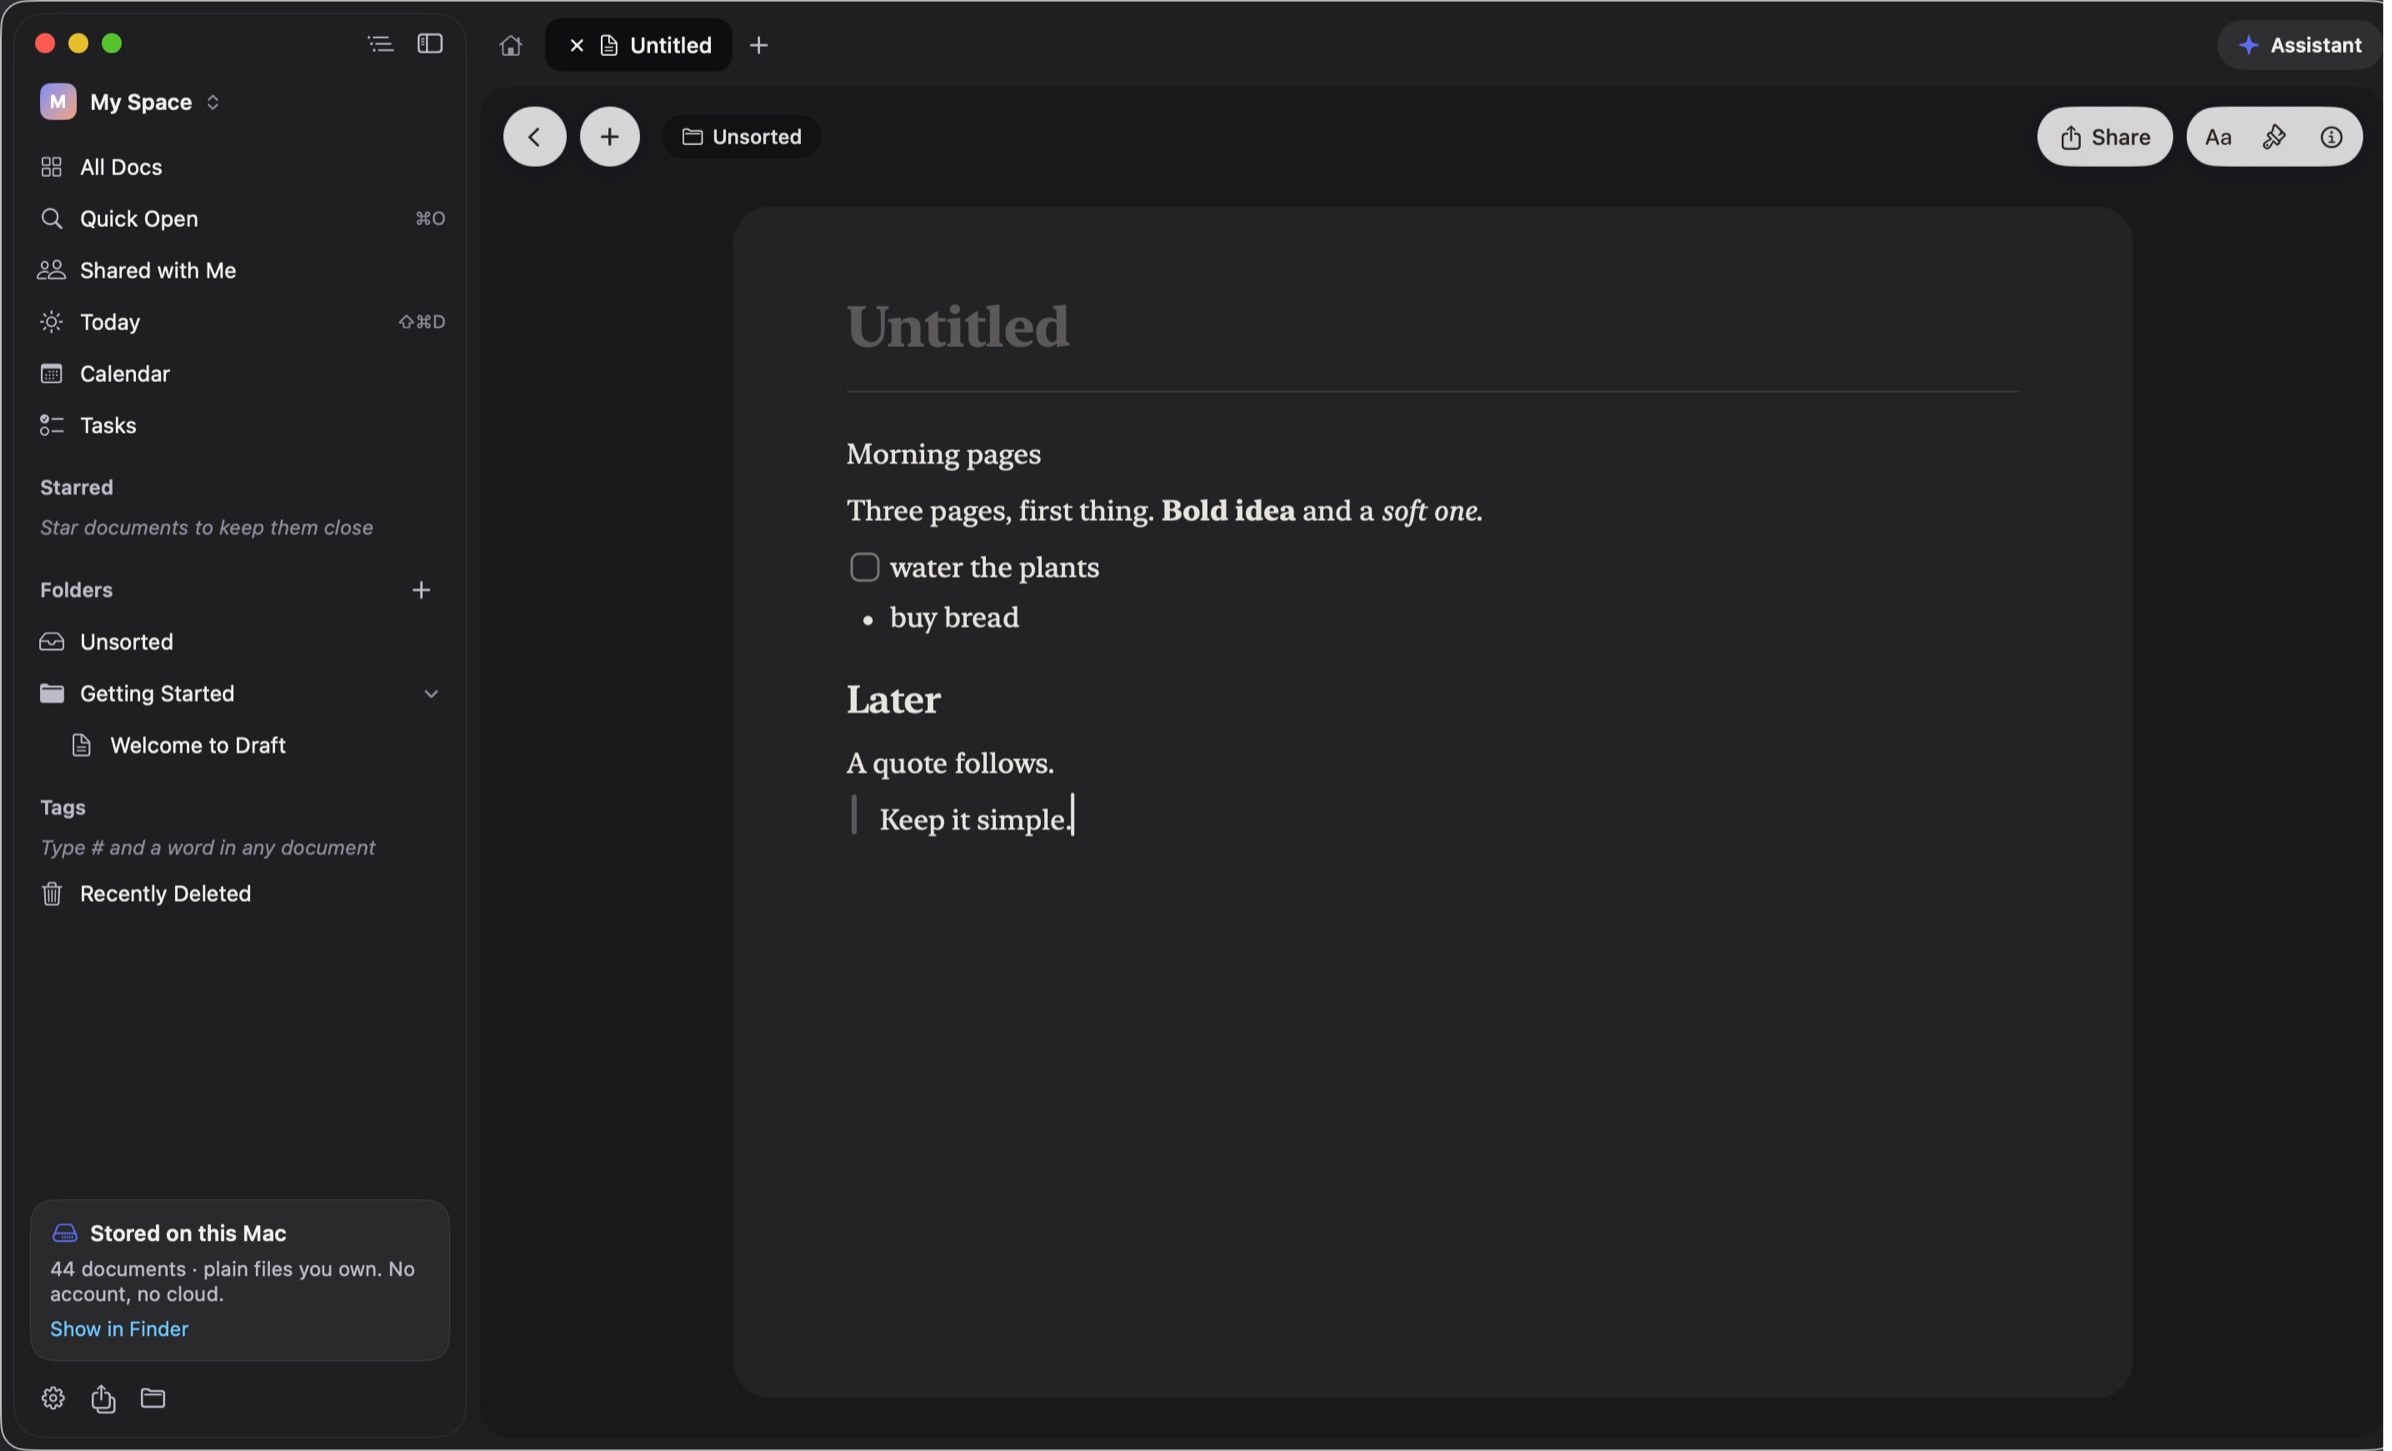 Untitled
Assistant
M My Space
All Docs
Quick Open ⌘O
Shared with Me
Today ⇧⌘D
Calendar
Tasks
Starred
Star documents to keep them close
Folders
Unsorted
Getting Started
Welcome to Draft
Tags
Type # and a word in any document
Recently Deleted
Stored on this Mac
44 documents · plain files you own. No
account, no cloud.
Show in Finder
Unsorted
Share
Aa
Untitled
Morning pages
Three pages, first thing. Bold idea and a soft one.
water the plants
• buy bread
Later
A quote follows.
Keep it simple.